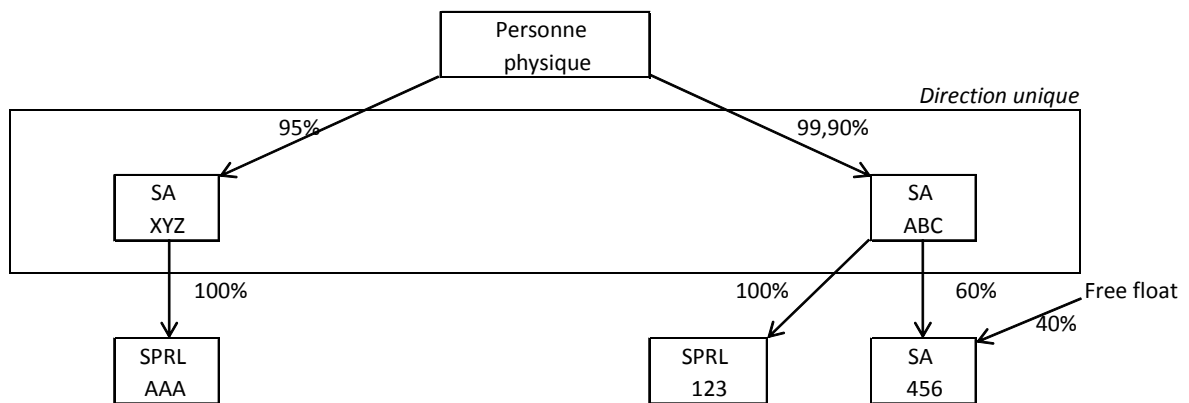 Personne
physique
Direction unique
95%
99,90%
SA
XYZ
SA
ABC
100%
100%
60%
Free float
40%
SPRL
AAA
SPRL
123
SA
456